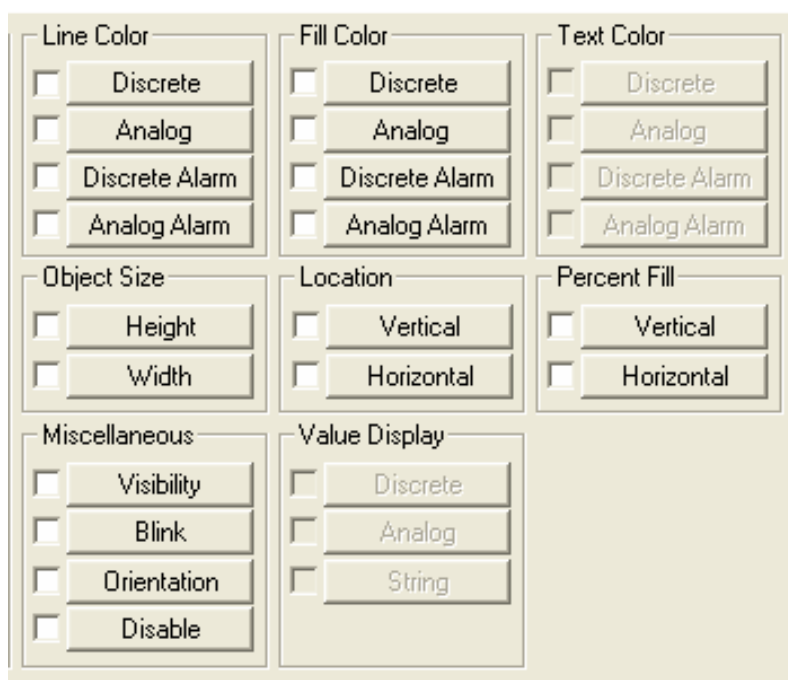 Line Color
Discrete
Analog
Discrete Alarm
Analog Alarm
Fill Color
Discrete
Analog
Discrete Alarm
Analog Alarm
Text Color
Discrete
Analog
Discrete Alarm
Analog Alarm
Object Size
Height
Width
Location
Vertical
Horizontal
Percent Fill
Vertical
Horizontal
Miscellaneous
Visibility
Blink
Orientation
Disable
Value Display
Discrete
Analog
String